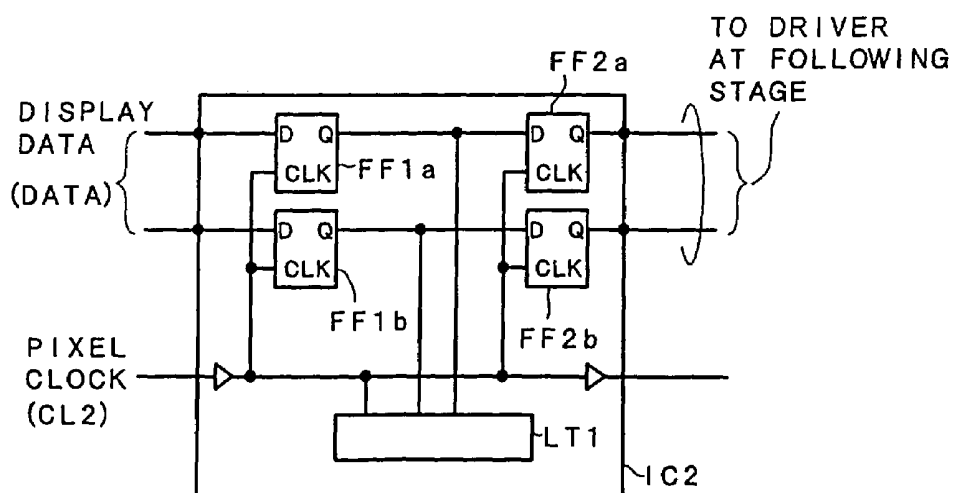 TO DRIVER
AT FOLLOWING
STAGE
FF2a
DISPLAY
DATA
(DATA)
D Q
CLK
FF1a
D Q
CLK
D Q
CLK
FF1b
D Q
CLK
FF2b
PIXEL
CLOCK
(CL2)
LT1
IC2